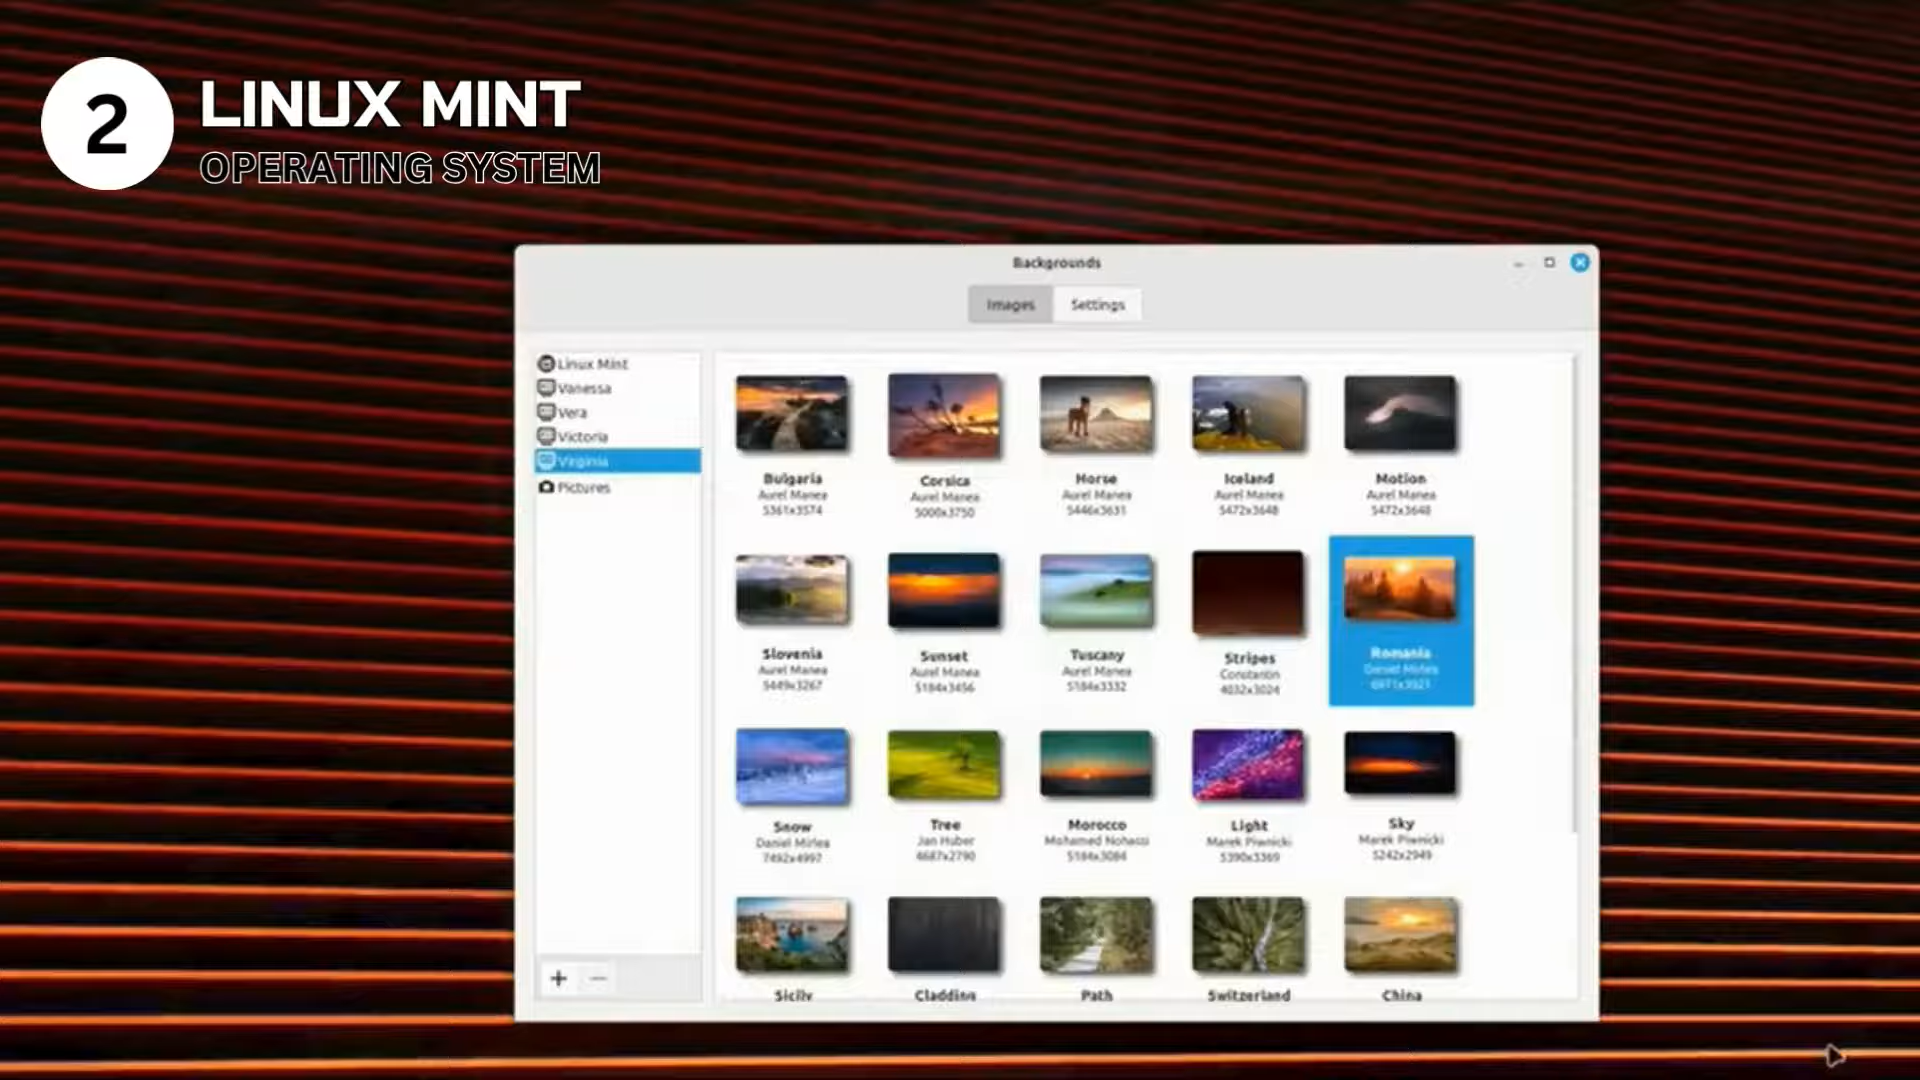 2
LINUX MINT
OPERATING SYSTEM
Backgrounds
Images
Settings
Linux Mint
Vanessa
Vera
Victoria
Virginia
Pictures
Bulgaria
Aurel Manea
5361x3574
Corsica
Aurel Manea
5000x3750
Horse
Aurel Manea
5446x3631
Iceland
Aurel Manea
5472x3648
Motion
Aurel Manea
5472x3648
Slovenia
Aurel Manea
5449x3267
Sunset
Aurel Manea
5184x3456
Tuscany
Aurel Manea
5184x3332
Stripes
Constantin
4032x3024
Romania
Daniel Mirlea
Snow
Daniel Mirlea
7492x4997
Tree
Jan Huber
4687x2790
Morocco
Mohamed Nohassi
5184x3084
Light
Marek Piwnicki
5390x3369
Sky
Marek Piwnicki
5242x2949
Sicily
Cladding
Path
Switzerland
China